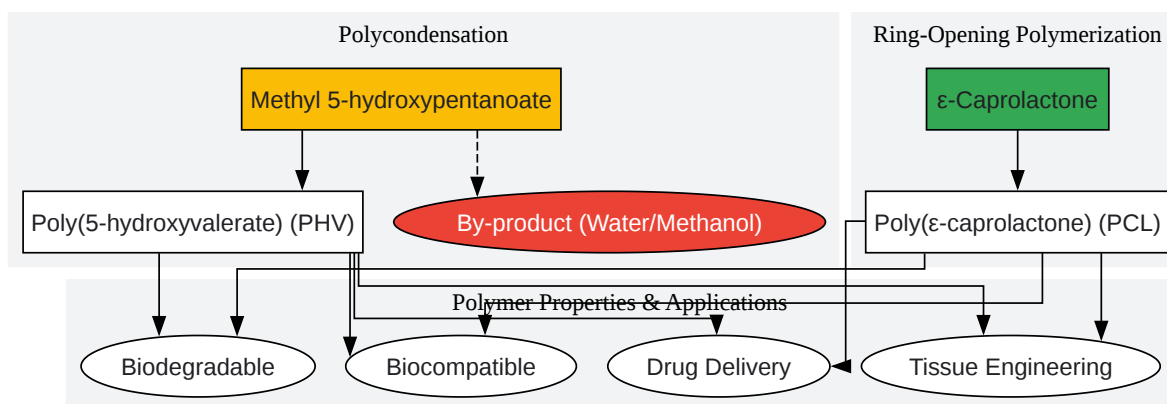 Polycondensation
Ring-Opening Polymerization
Methyl 5-hydroxypentanoate
ε-Caprolactone
Poly(5-hydroxyvalerate) (PHV)
By-product (Water/Methanol)
Poly(ε-caprolactone) (PCL)
Polymer Properties & Applications
Biodegradable
Biocompatible
Drug Delivery
Tissue Engineering